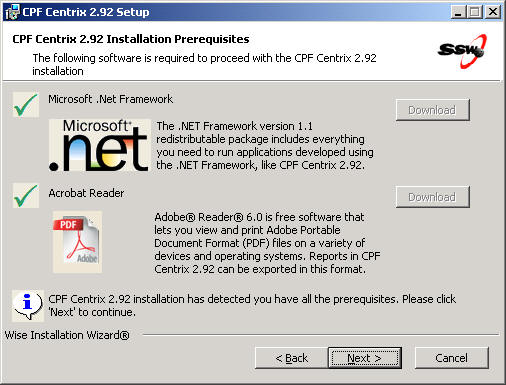 CPF Centrix 2.92 Setup
CPF Centrix 2.92 Installation Prerequisites
The following software is required to proceed with the CPF Centrix 2.92
installation
SSW
Microsoft .Net Framework
Download
Microsoft®
.net
The .NET Framework version 1.1
redistributable package includes everything
you need to run applications developed using
the .NET Framework, like CPF Centrix 2.92.
Acrobat Reader
Download
PDF
Adobe
Adobe® Reader® 6.0 is free software that
lets you view and print Adobe Portable
Document Format (PDF) files on a variety of
devices and operating systems. Reports in CPF
Centrix 2.92 can be exported in this format.
CPF Centrix 2.92 installation has detected you have all the prerequisites. Please click
'Next' to continue.
Wise Installation Wizard®
< Back
Next >
Cancel